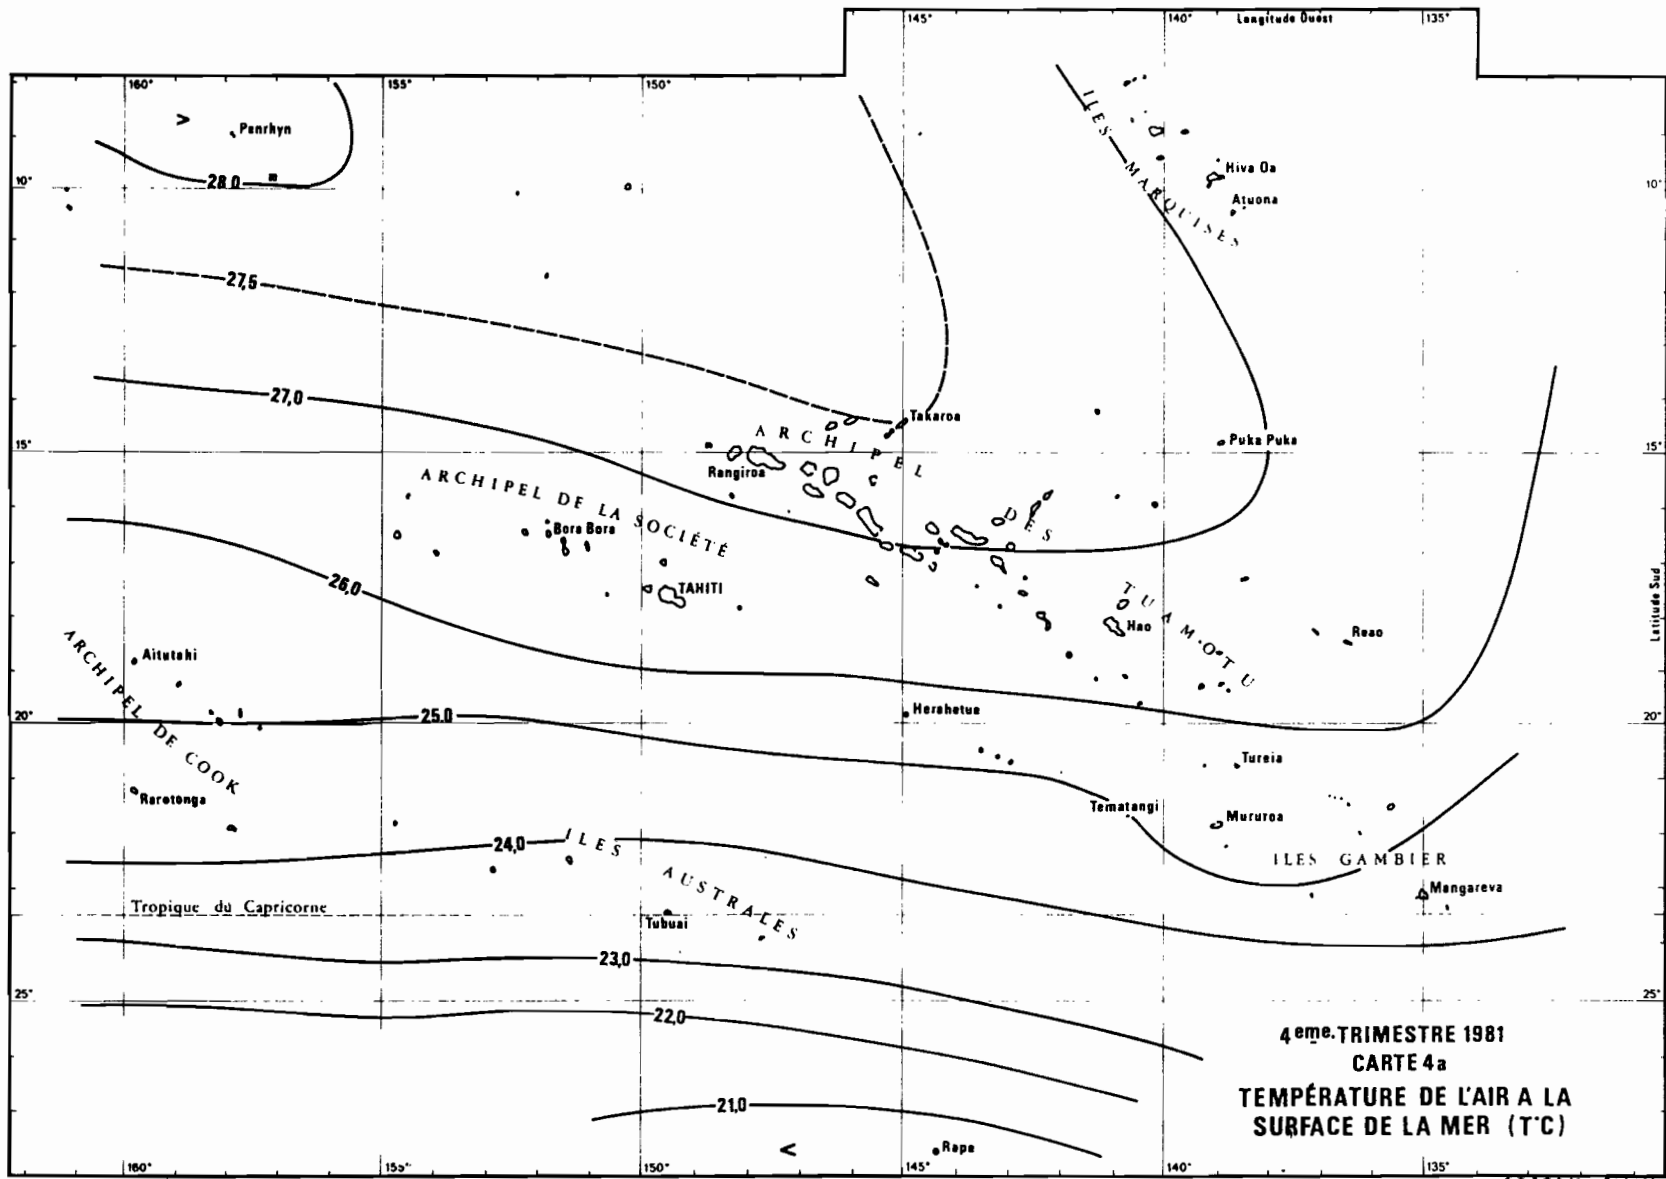 145° 140° Longitude Ouest 135°
160° 155° 150°
> Penrhyn
ILES MARQUISES
Hiva Oa
28.0
10° 10°
Atuona
27,5
27,0
Takaroa
ARCHIPEL DES TUAMOTU
Puka Puka
15° 15°
Rangiroa
ARCHIPEL DE LA SOCIÉTÉ
Bora Bora
26,0
TAHITI
Latitude Sud
Hao
Reao
ARCHIPEL DE COOK
Aitutaki
Herehetue
25.0
20° 20°
Tureia
Rarotonga
Tematangi
Mururoa
24,0
ILES AUSTRALES
ILES GAMBIER
Mangareva
Tropique du Capricorne
Tubuai
23,0
25° 25°
22,0
4eme. TRIMESTRE 1981
CARTE 4a
TEMPÉRATURE DE L'AIR A LA
SURFACE DE LA MER (T°C)
21,0
< Rapa
160° 155° 150° 145° 140° 135°